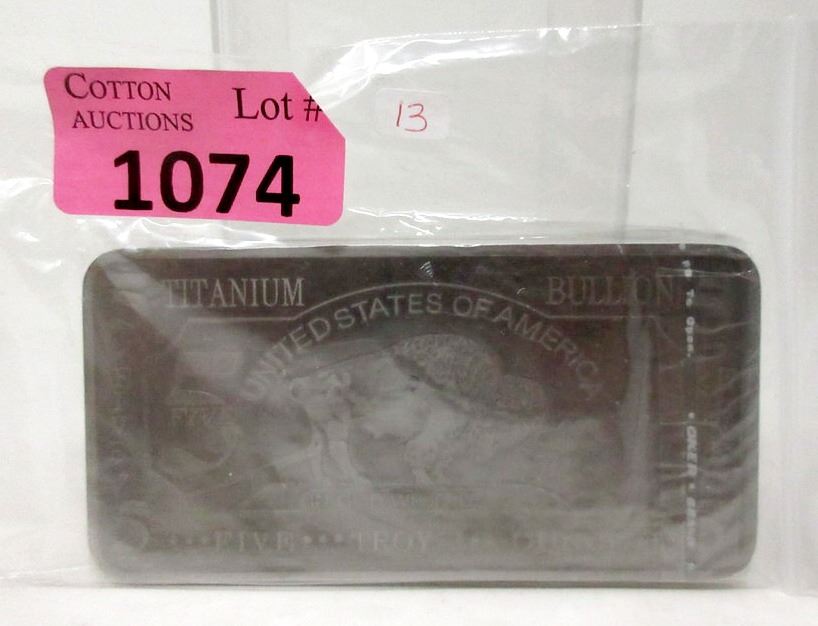 COTTON
AUCTIONS
Lot #
1074
13
TITANIUM BULLION
UNITED STATES OF AMERICA
FIVE TROY